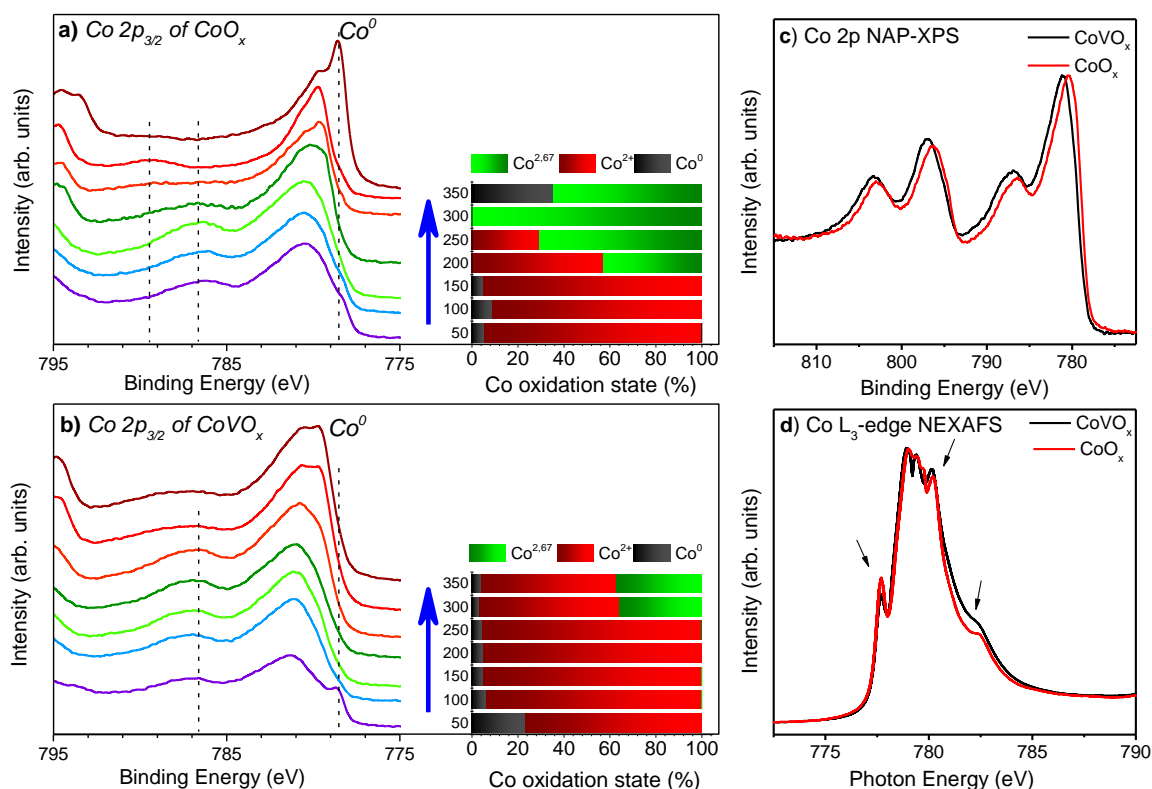 a) Co 2p3/2 of CoOx
Co0
Intensity (arb. units)
795 785 775
Binding Energy (eV)
Co2,67 Co2+ Co0
350
300
250
200
150
100
50
0 20 40 60 80 100
Co oxidation state (%)
b) Co 2p3/2 of CoVOx
Co0
Intensity (arb. units)
795 785 775
Binding Energy (eV)
Co2,67 Co2+ Co0
350
300
250
200
150
100
50
0 20 40 60 80 100
Co oxidation state (%)
c) Co 2p NAP-XPS
CoVOx
CoOx
Intensity (arb. units)
810 800 790 780
Binding Energy (eV)
d) Co L3-edge NEXAFS
CoVOx
CoOx
Intensity (arb. units)
775 780 785 790
Photon Energy (eV)